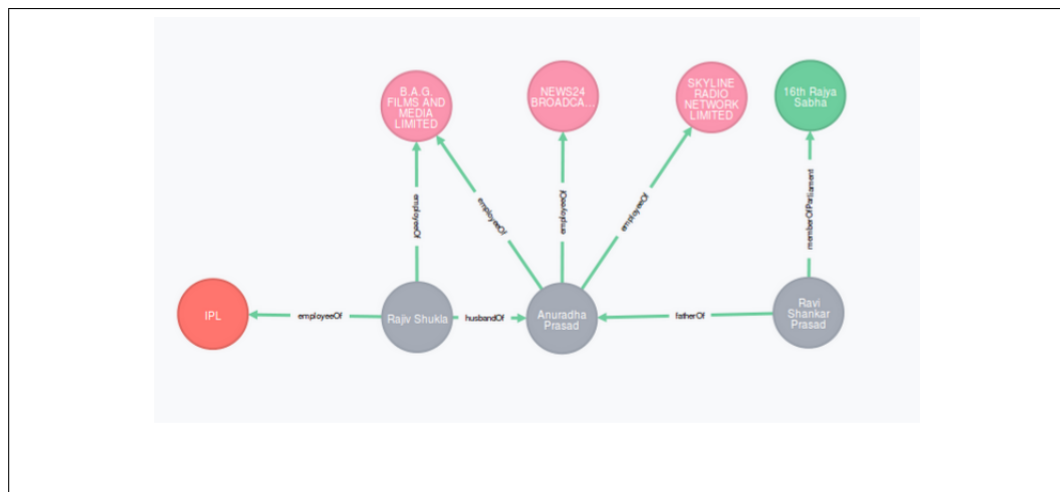 B.A.G.
FILMS AND
MEDIA
LIMITED
NEWS24
BROADCA...
SKYLINE
RADIO
NETWORK
LIMITED
16th Rajya
Sabha
employeeOf
employeeOf
employeeOf
employeeOf
memberOfParliament
IPL
employeeOf
Rajiv Shukla
husbandOf
Anuradha
Prasad
fatherOf
Ravi
Shankar
Prasad